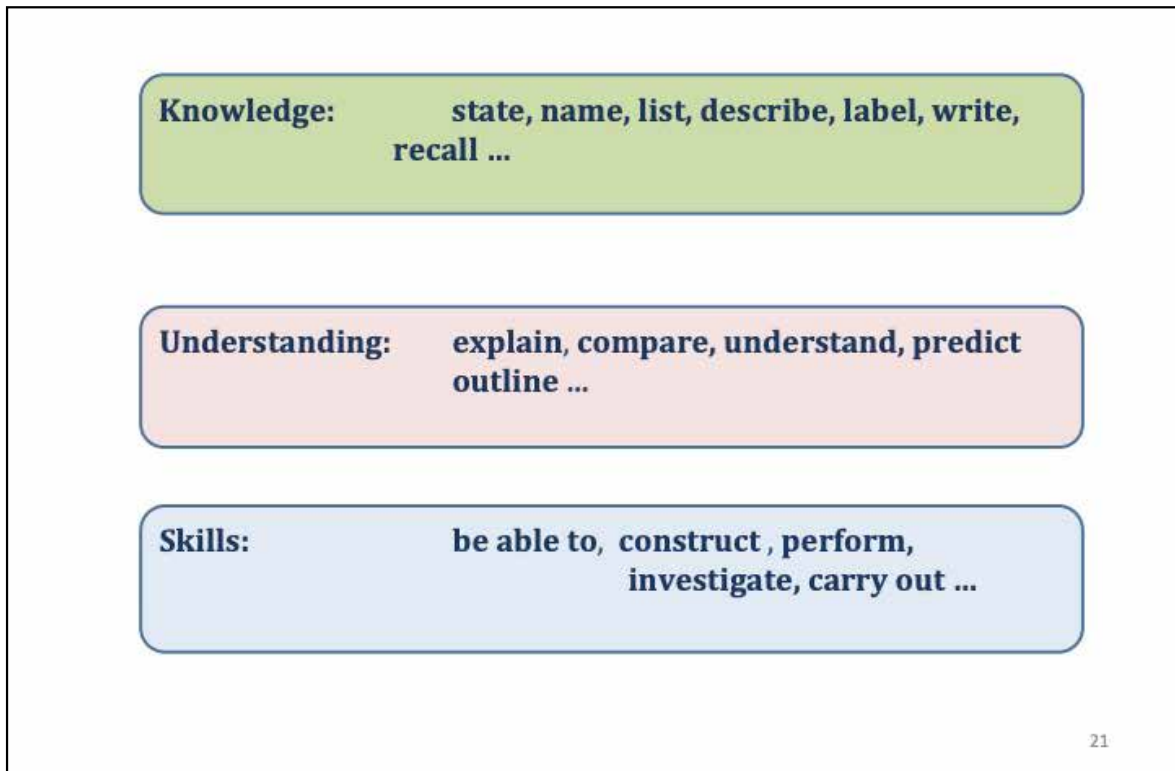 Knowledge: state, name, list, describe, label, write,
recall ...
Understanding: explain, compare, understand, predict
outline ...
Skills: be able to, construct , perform,
investigate, carry out ...
21